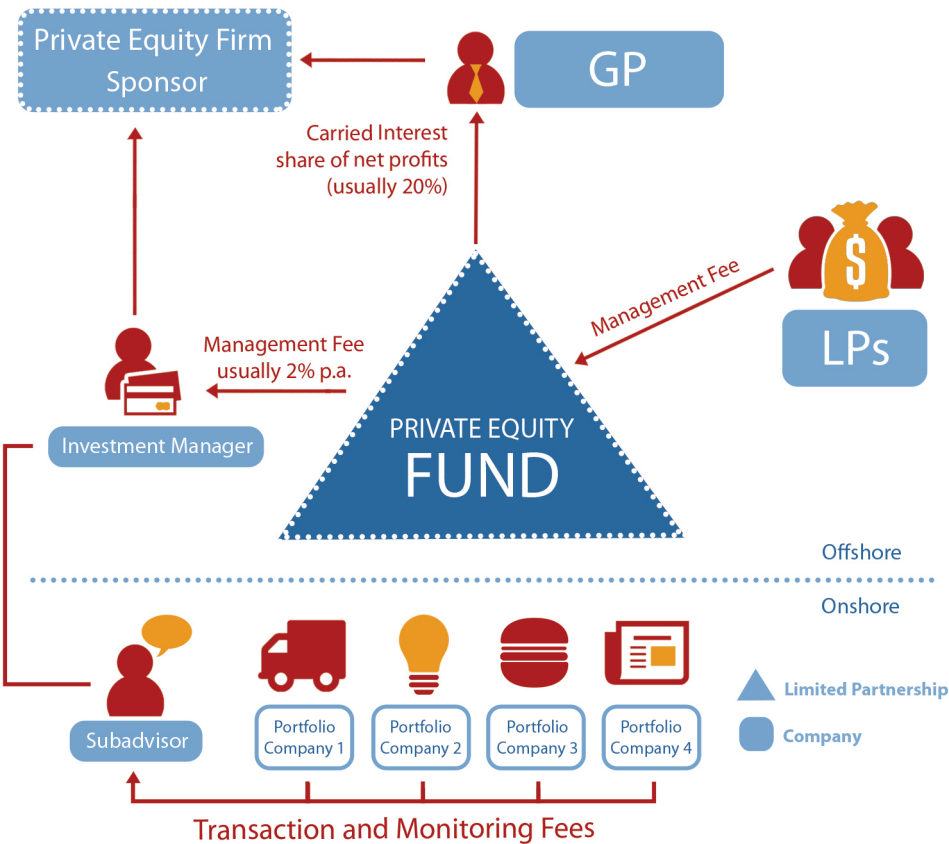 Private Equity Firm
Sponsor
GP
Carried Interest
share of net profits
(usually 20%)
Management Fee
$
LPs
Management Fee
usually 2% p.a.
Investment Manager
PRIVATE EQUITY
FUND
Offshore
Onshore
Subadvisor
Portfolio
Company 1
Portfolio
Company 2
Portfolio
Company 3
Portfolio
Company 4
Limited Partnership
Company
Transaction and Monitoring Fees